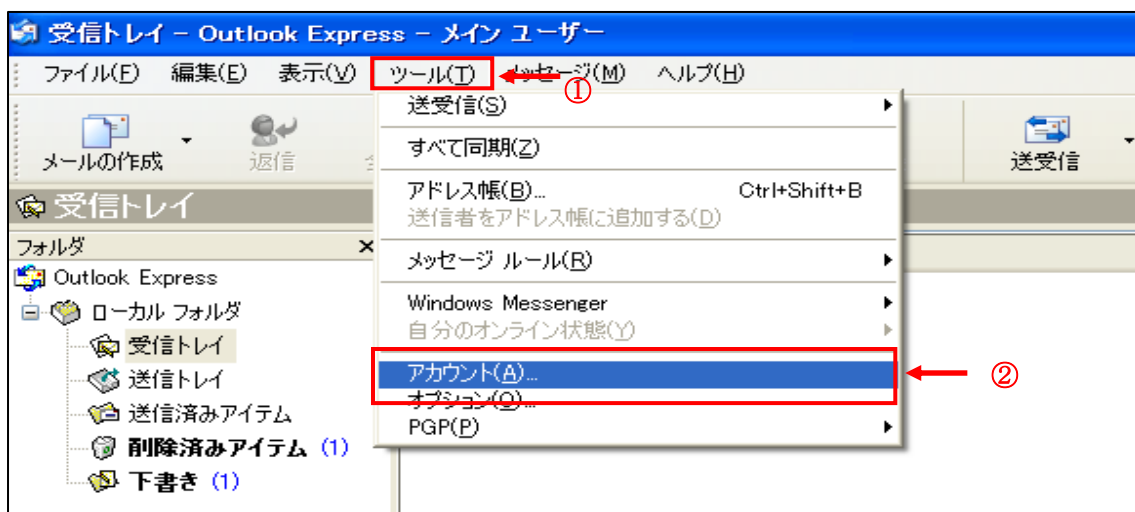 受信トレイ – Outlook Express – メイン ユーザー
ファイル(F) 編集(E) 表示(V) ツール(T) メッセージ(M) ヘルプ(H)
①
送受信(S)
すべて同期(Z)
アドレス帳(B)... Ctrl+Shift+B
送信者をアドレス帳に追加する(D)
メッセージ ルール(R)
Windows Messenger
自分のオンライン状態(Y)
アカウント(A)...
②
オプション(O)...
PGP(P)
メールの作成
返信
送受信
受信トレイ
フォルダ ×
Outlook Express
ローカル フォルダ
受信トレイ
送信トレイ
送信済みアイテム
削除済みアイテム (1)
下書き (1)